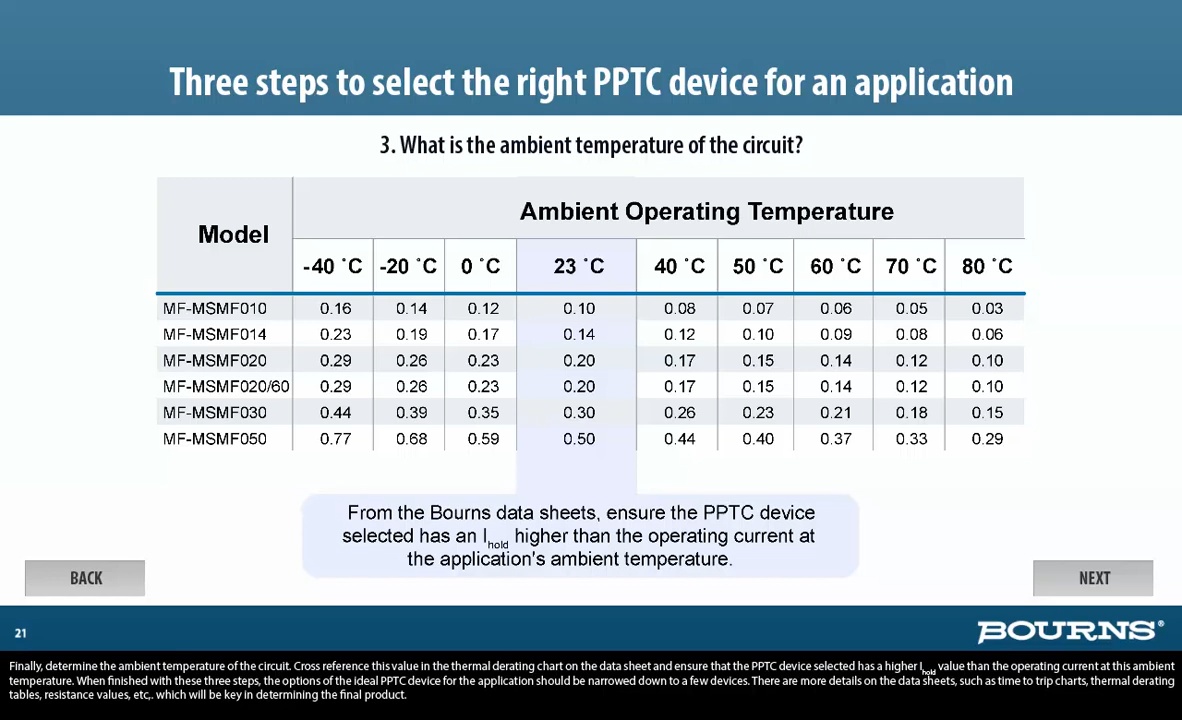 Three steps to select the right PPTC device for an application
3. What is the ambient temperature of the circuit?
Model
Ambient Operating Temperature
-40 ˚C -20 ˚C 0 ˚C 23 ˚C 40 ˚C 50 ˚C 60 ˚C 70 ˚C 80 ˚C
MF-MSMF010 0.16 0.14 0.12 0.10 0.08 0.07 0.06 0.05 0.03
MF-MSMF014 0.23 0.19 0.17 0.14 0.12 0.10 0.09 0.08 0.06
MF-MSMF020 0.29 0.26 0.23 0.20 0.17 0.15 0.14 0.12 0.10
MF-MSMF020/60 0.29 0.26 0.23 0.20 0.17 0.15 0.14 0.12 0.10
MF-MSMF030 0.44 0.39 0.35 0.30 0.26 0.23 0.21 0.18 0.15
MF-MSMF050 0.77 0.68 0.59 0.50 0.44 0.40 0.37 0.33 0.29
From the Bourns data sheets, ensure the PPTC device
selected has an Ihold higher than the operating current at
the application's ambient temperature.
BACK
NEXT
21
BOURNS®
Finally, determine the ambient temperature of the circuit. Cross reference this value in the thermal derating chart on the data sheet and ensure that the PPTC device selected has a higher Ihold value than the operating current at this ambient
temperature. When finished with these three steps, the options of the ideal PPTC device for the application should be narrowed down to a few devices. There are more details on the data sheets, such as time to trip charts, thermal derating
tables, resistance values, etc,. which will be key in determining the final product.